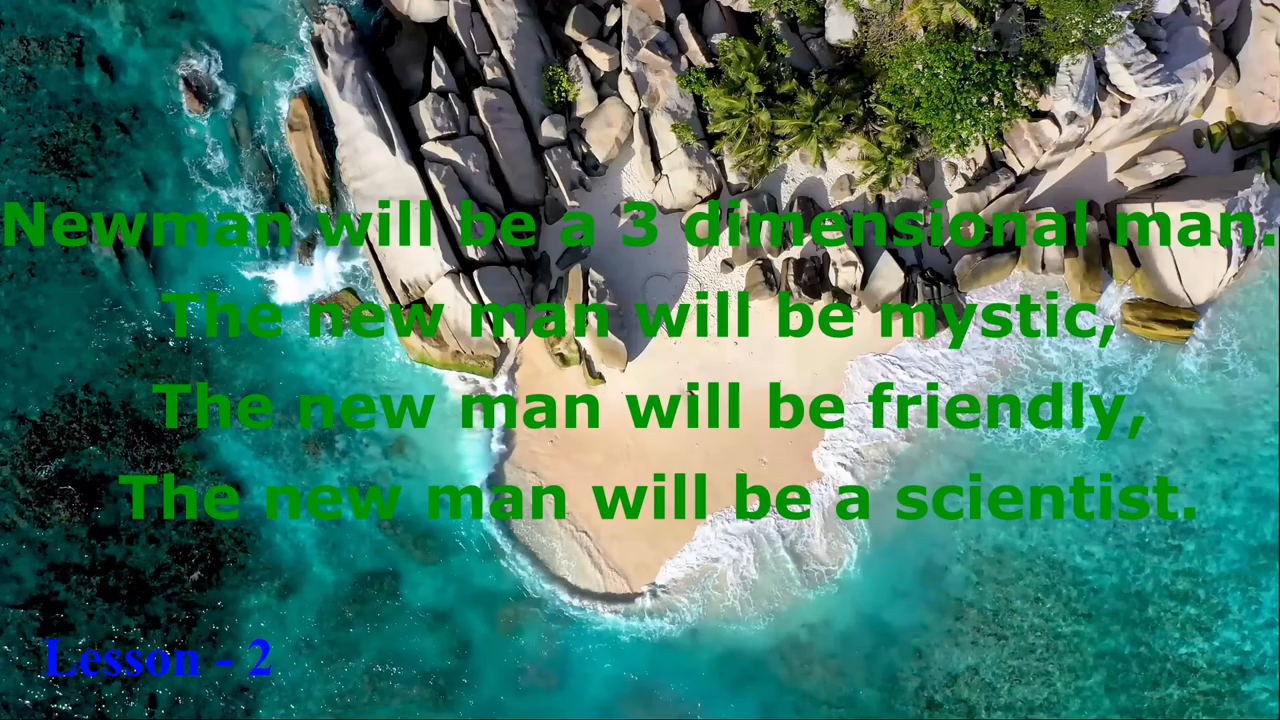 Newman will be a 3 dimensional man.
The new man will be mystic,
The new man will be friendly,
The new man will be a scientist.
Lesson - 2